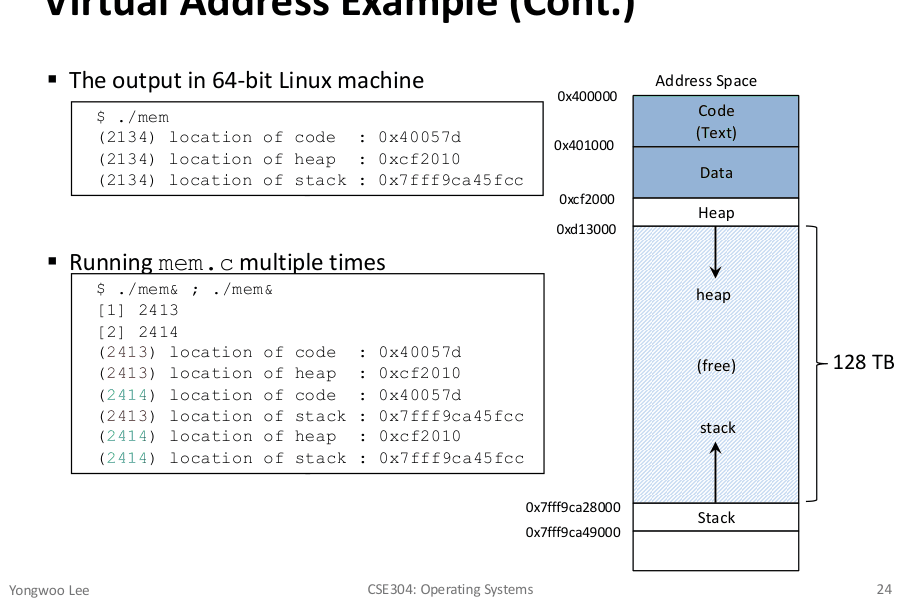 Virtual Address Example (Cont.)
▪ The output in 64-bit Linux machine
$ ./mem
(2134) location of code  : 0x40057d
(2134) location of heap  : 0xcf2010
(2134) location of stack : 0x7fff9ca45fcc
▪ Running mem.c multiple times
$ ./mem& ; ./mem&
[1] 2413
[2] 2414
(2413) location of code  : 0x40057d
(2413) location of heap  : 0xcf2010
(2414) location of code  : 0x40057d
(2413) location of stack : 0x7fff9ca45fcc
(2414) location of heap  : 0xcf2010
(2414) location of stack : 0x7fff9ca45fcc
Address Space
0x400000
Code
(Text)
0x401000
Data
0xcf2000
Heap
0xd13000
heap
(free)
128 TB
stack
0x7fff9ca28000
Stack
0x7fff9ca49000
Yongwoo Lee
CSE304: Operating Systems
24